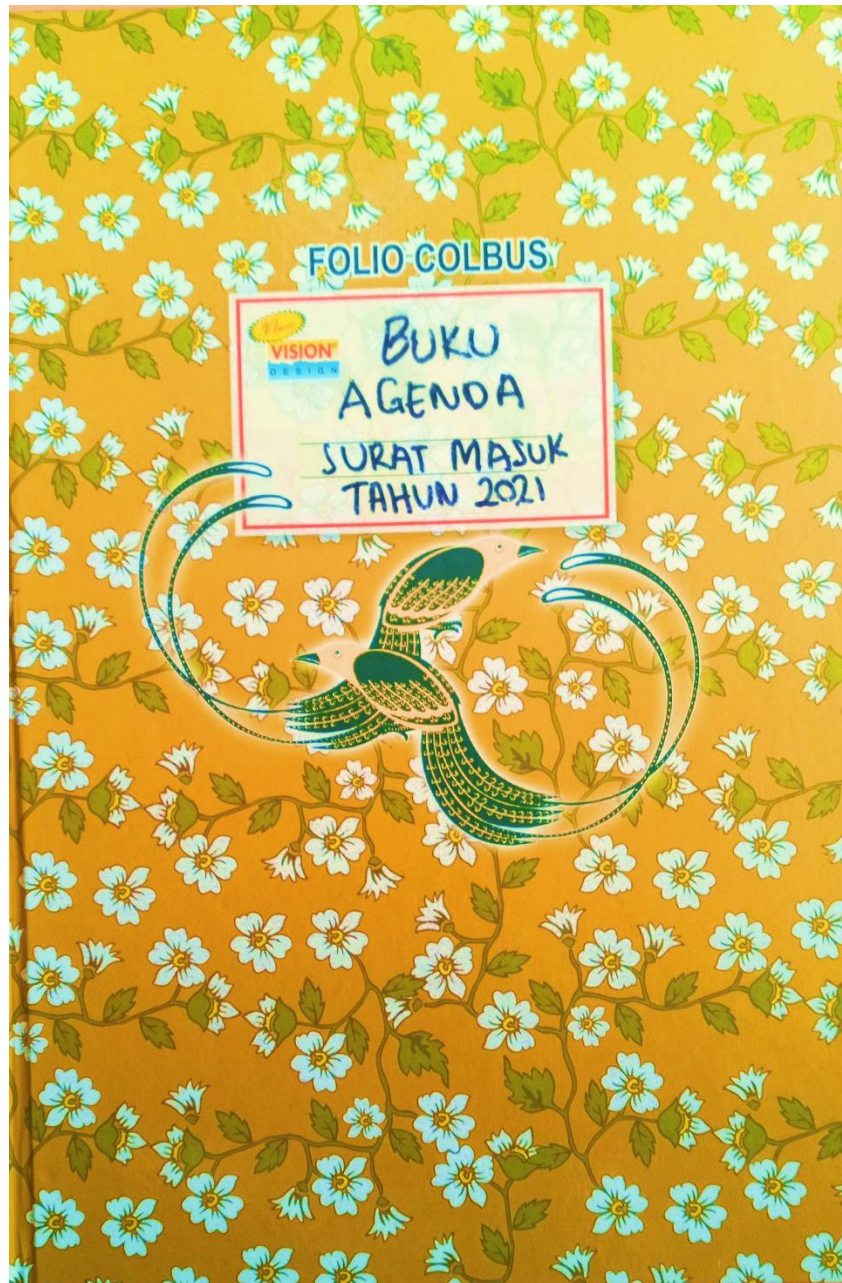 FOLIO COLBUS
New
VISION
DESIGN
BUKU
AGENDA
SURAT MASUK
TAHUN 2021